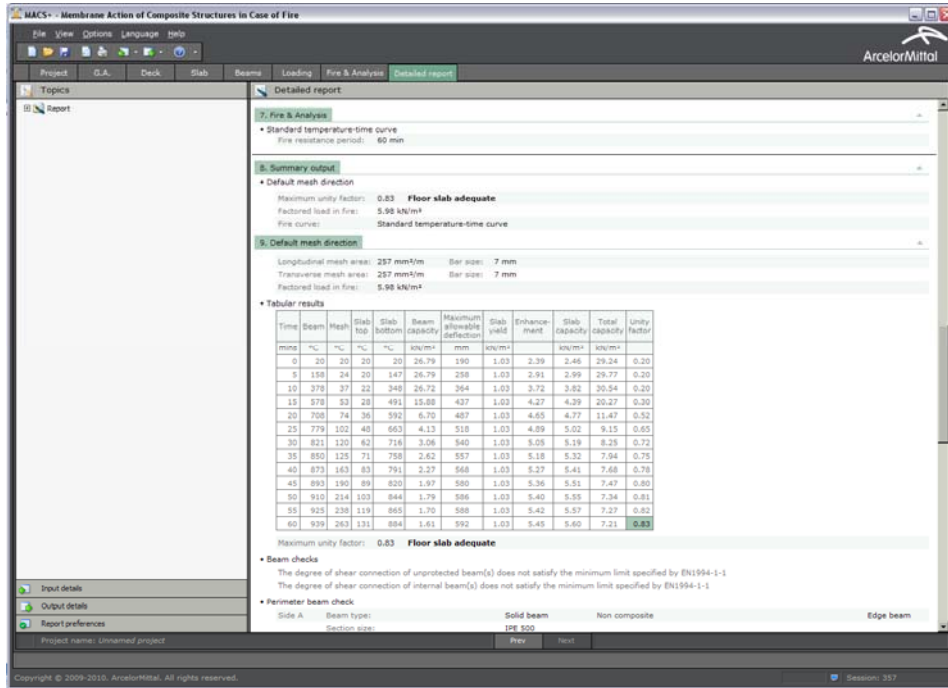 MACS+ - Membrane Action of Composite Structures in Case of Fire
File View Options Language Help
ArcelorMittal
Project G.A. Deck Slab Beams Loading Fire & Analysis Detailed report
Topics
Report
Detailed report
7. Fire & Analysis
• Standard temperature-time curve
Fire resistance period: 60 min
8. Summary output
• Default mesh direction
Maximum unity factor: 0.83 Floor slab adequate
Factored load in fire: 5.98 kN/m²
Fire curve: Standard temperature-time curve
9. Default mesh direction
Longitudinal mesh area: 257 mm²/m Bar size: 7 mm
Transverse mesh area: 257 mm²/m Bar size: 7 mm
Factored load in fire: 5.98 kN/m²
• Tabular results
Time Beam Mesh Slab top Slab bottom Beam capacity Maximum allowable deflection Slab yield Enhance-ment Slab capacity Total capacity Unity factor
mins °C °C °C °C kN/m² mm kN/m² kN/m² kN/m²
0 20 20 20 20 26.79 190 1.03 2.39 2.46 29.24 0.20
5 158 24 20 147 26.79 258 1.03 2.91 2.99 29.77 0.20
10 378 37 22 348 26.72 364 1.03 3.72 3.82 30.54 0.20
15 578 53 28 491 15.88 437 1.03 4.27 4.39 20.27 0.30
20 708 74 36 592 6.70 487 1.03 4.65 4.77 11.47 0.52
25 779 102 48 663 4.13 518 1.03 4.89 5.02 9.15 0.65
30 821 120 62 716 3.06 540 1.03 5.05 5.19 8.25 0.72
35 850 125 71 758 2.62 557 1.03 5.18 5.32 7.94 0.75
40 873 163 83 791 2.27 568 1.03 5.27 5.41 7.68 0.78
45 893 190 89 820 1.97 580 1.03 5.36 5.51 7.47 0.80
50 910 214 103 844 1.79 586 1.03 5.40 5.55 7.34 0.81
55 925 238 119 865 1.70 588 1.03 5.42 5.57 7.27 0.82
60 939 263 131 884 1.61 592 1.03 5.45 5.60 7.21 0.83
Maximum unity factor: 0.83 Floor slab adequate
• Beam checks
The degree of shear connection of unprotected beam(s) does not satisfy the minimum limit specified by EN1994-1-1
The degree of shear connection of internal beam(s) does not satisfy the minimum limit specified by EN1994-1-1
• Perimeter beam check
Side A Beam type: Solid beam Non composite Edge beam
Section size: IPE 500
Input details
Output details
Report preferences
Project name: Unnamed project
Prev Next
Copyright © 2009-2010. ArcelorMittal. All rights reserved.
Session: 357